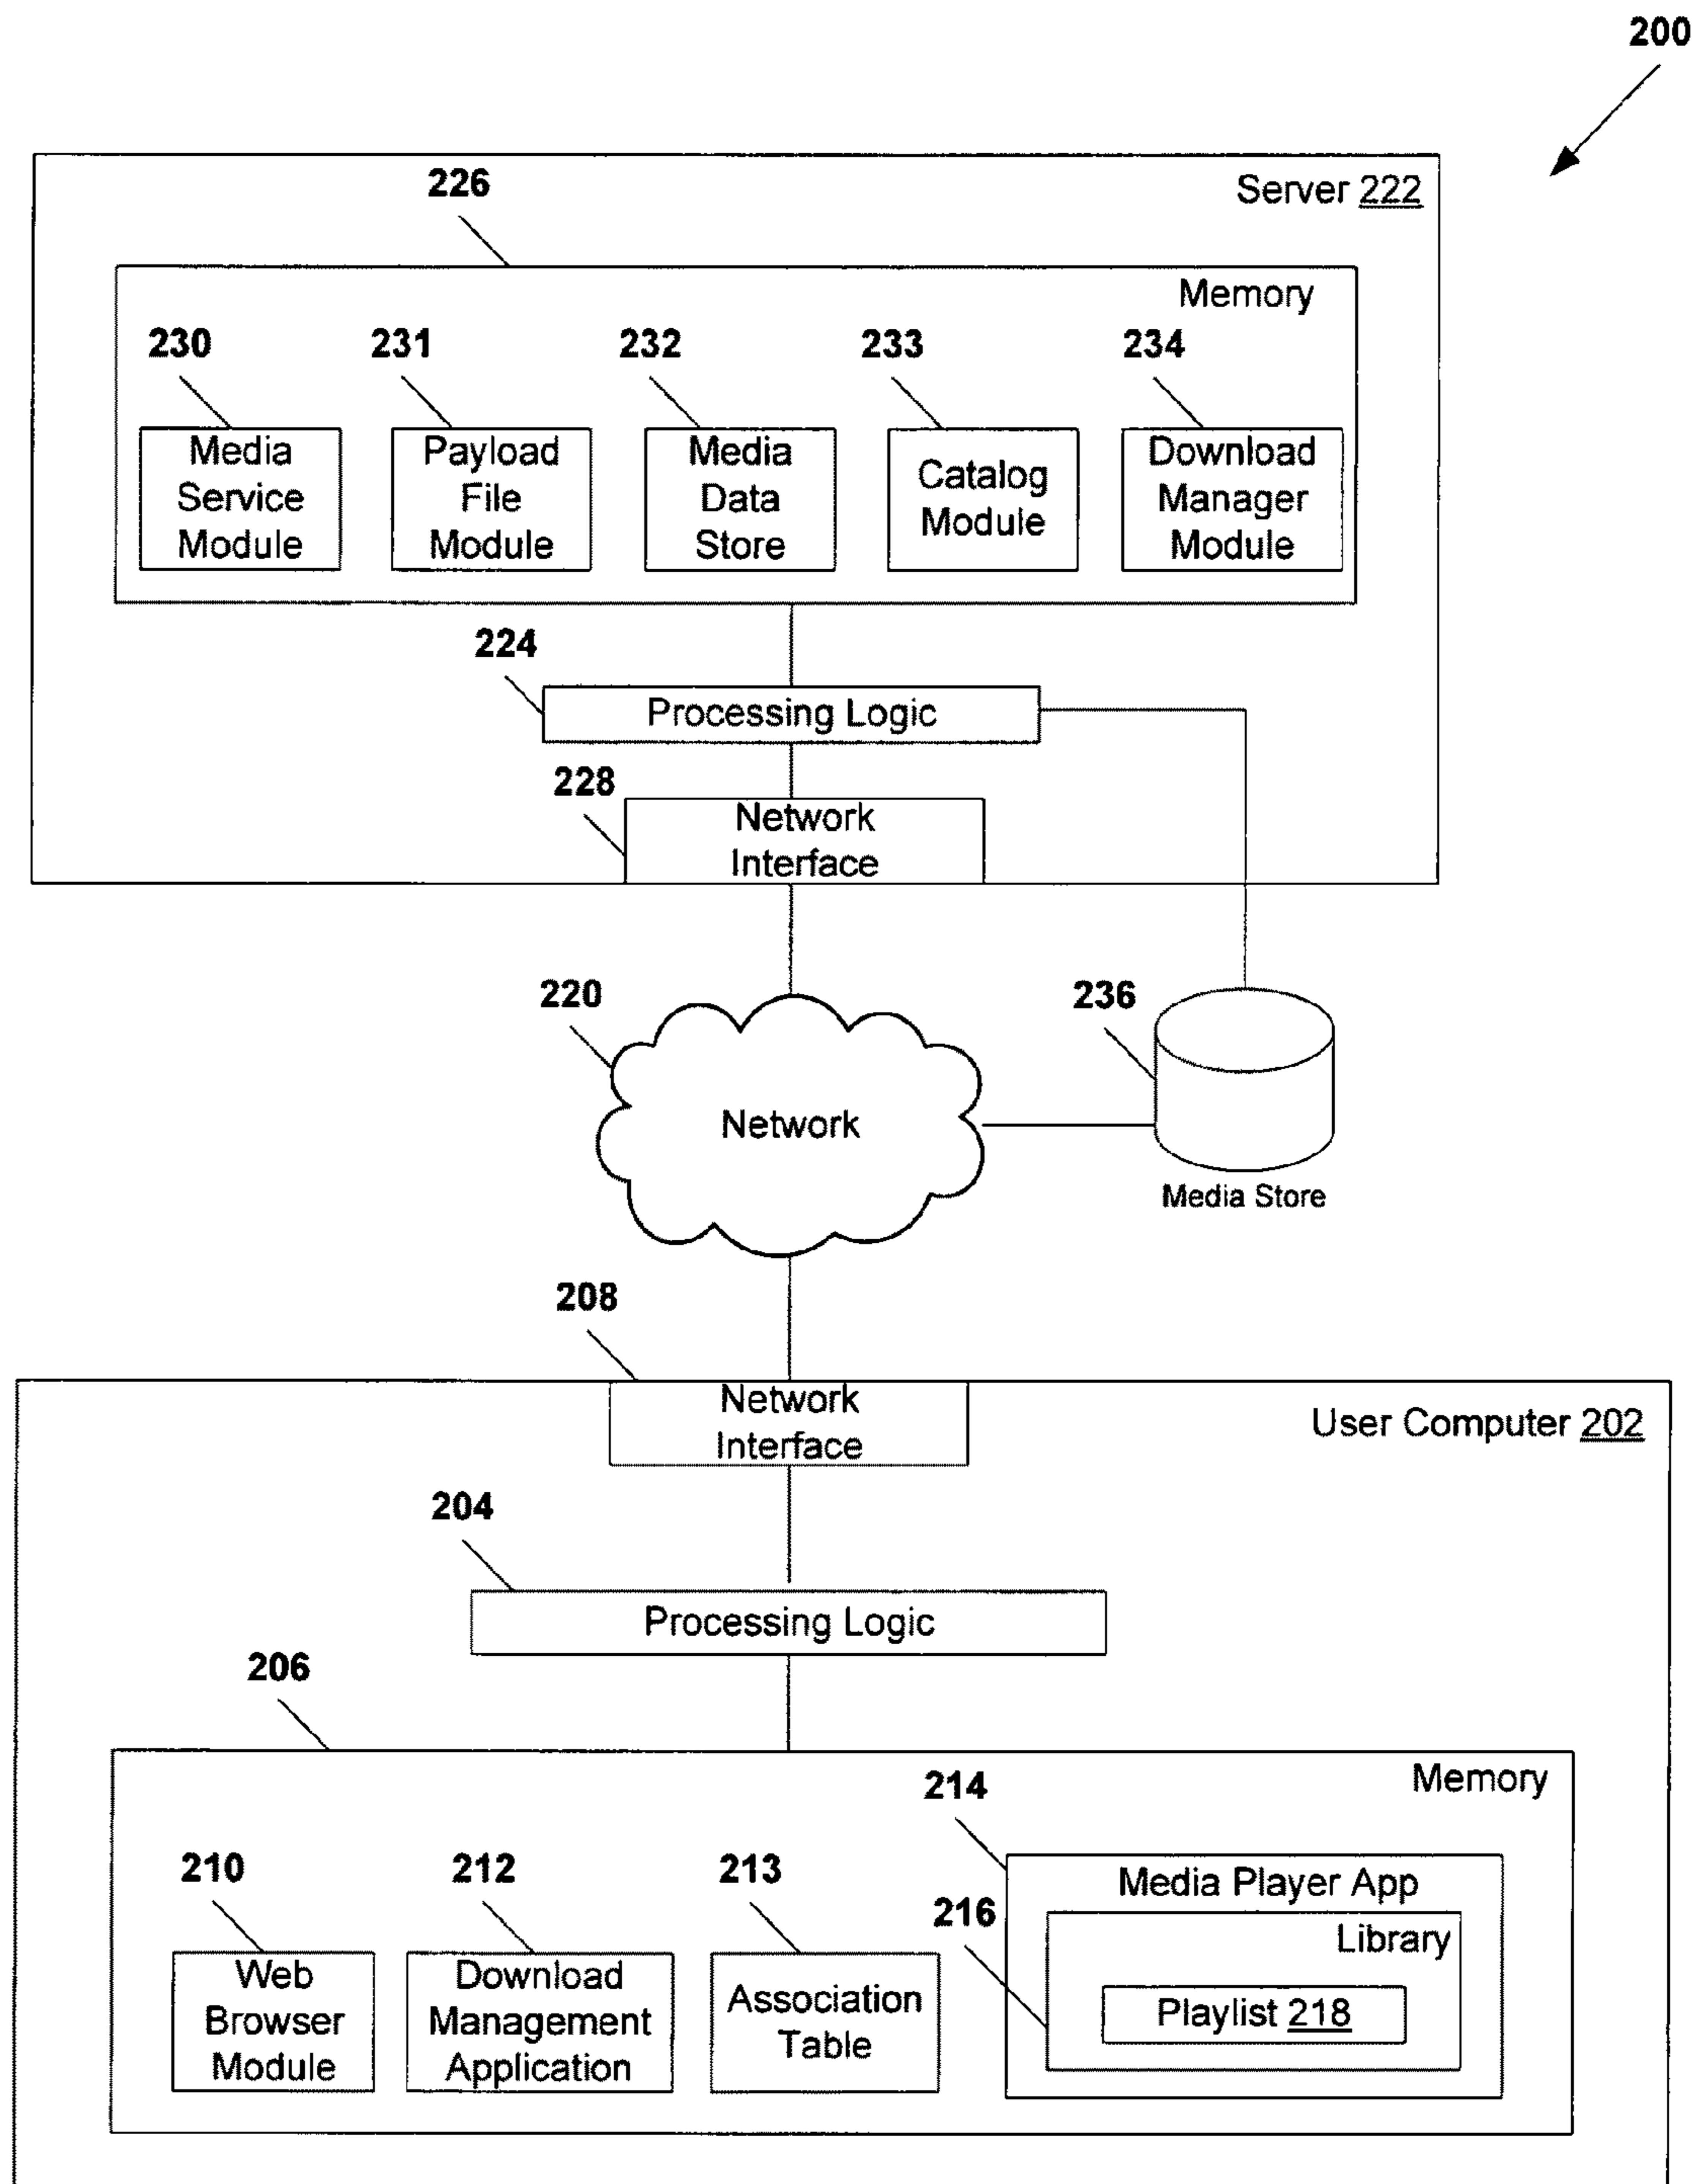 200
Server 222
226
Memory
230
231
232
233
234
Media
Service
Module
Payload
File
Module
Media
Data
Store
Catalog
Module
Download
Manager
Module
224
Processing Logic
228
Network
Interface
220
236
Network
Media Store
208
Network
Interface
User Computer 202
204
Processing Logic
206
Memory
214
210
212
213
Media Player App
216
Library
Web
Browser
Module
Download
Management
Application
Association
Table
Playlist 218